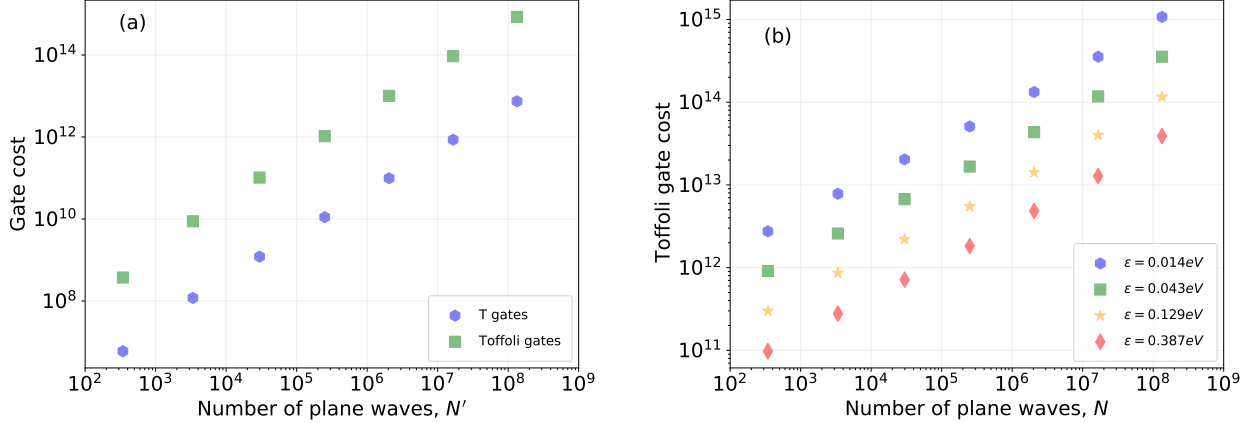 (a)
10^14
10^12
10^10
10^8
Gate cost
T gates
Toffoli gates
10^2 10^3 10^4 10^5 10^6 10^7 10^8 10^9
Number of plane waves, N′
(b)
10^15
10^14
10^13
10^12
10^11
Toffoli gate cost
ε = 0.014eV
ε = 0.043eV
ε = 0.129eV
ε = 0.387eV
10^2 10^3 10^4 10^5 10^6 10^7 10^8 10^9
Number of plane waves, N